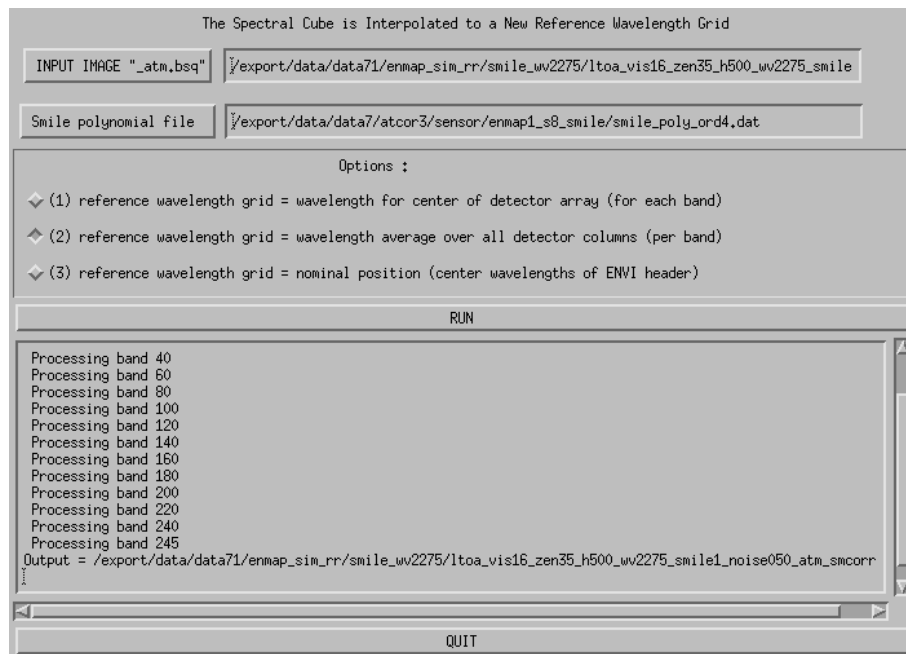 The Spectral Cube is Interpolated to a New Reference Wavelength Grid
INPUT IMAGE "_atm.bsq" /export/data/data71/enmap_sim_rr/smile_wv2275/ltoa_vis16_zen35_h500_wv2275_smile
Smile polynomial file /export/data/data7/atcor3/sensor/enmap1_s8_smile/smile_poly_ord4.dat
Options :
(1) reference wavelength grid = wavelength for center of detector array (for each band)
(2) reference wavelength grid = wavelength average over all detector columns (per band)
(3) reference wavelength grid = nominal position (center wavelengths of ENVI header)
RUN
Processing band 40
Processing band 60
Processing band 80
Processing band 100
Processing band 120
Processing band 140
Processing band 160
Processing band 180
Processing band 200
Processing band 220
Processing band 240
Processing band 245
Output = /export/data/data71/enmap_sim_rr/smile_wv2275/ltoa_vis16_zen35_h500_wv2275_smile1_noise050_atm_smcorr
QUIT